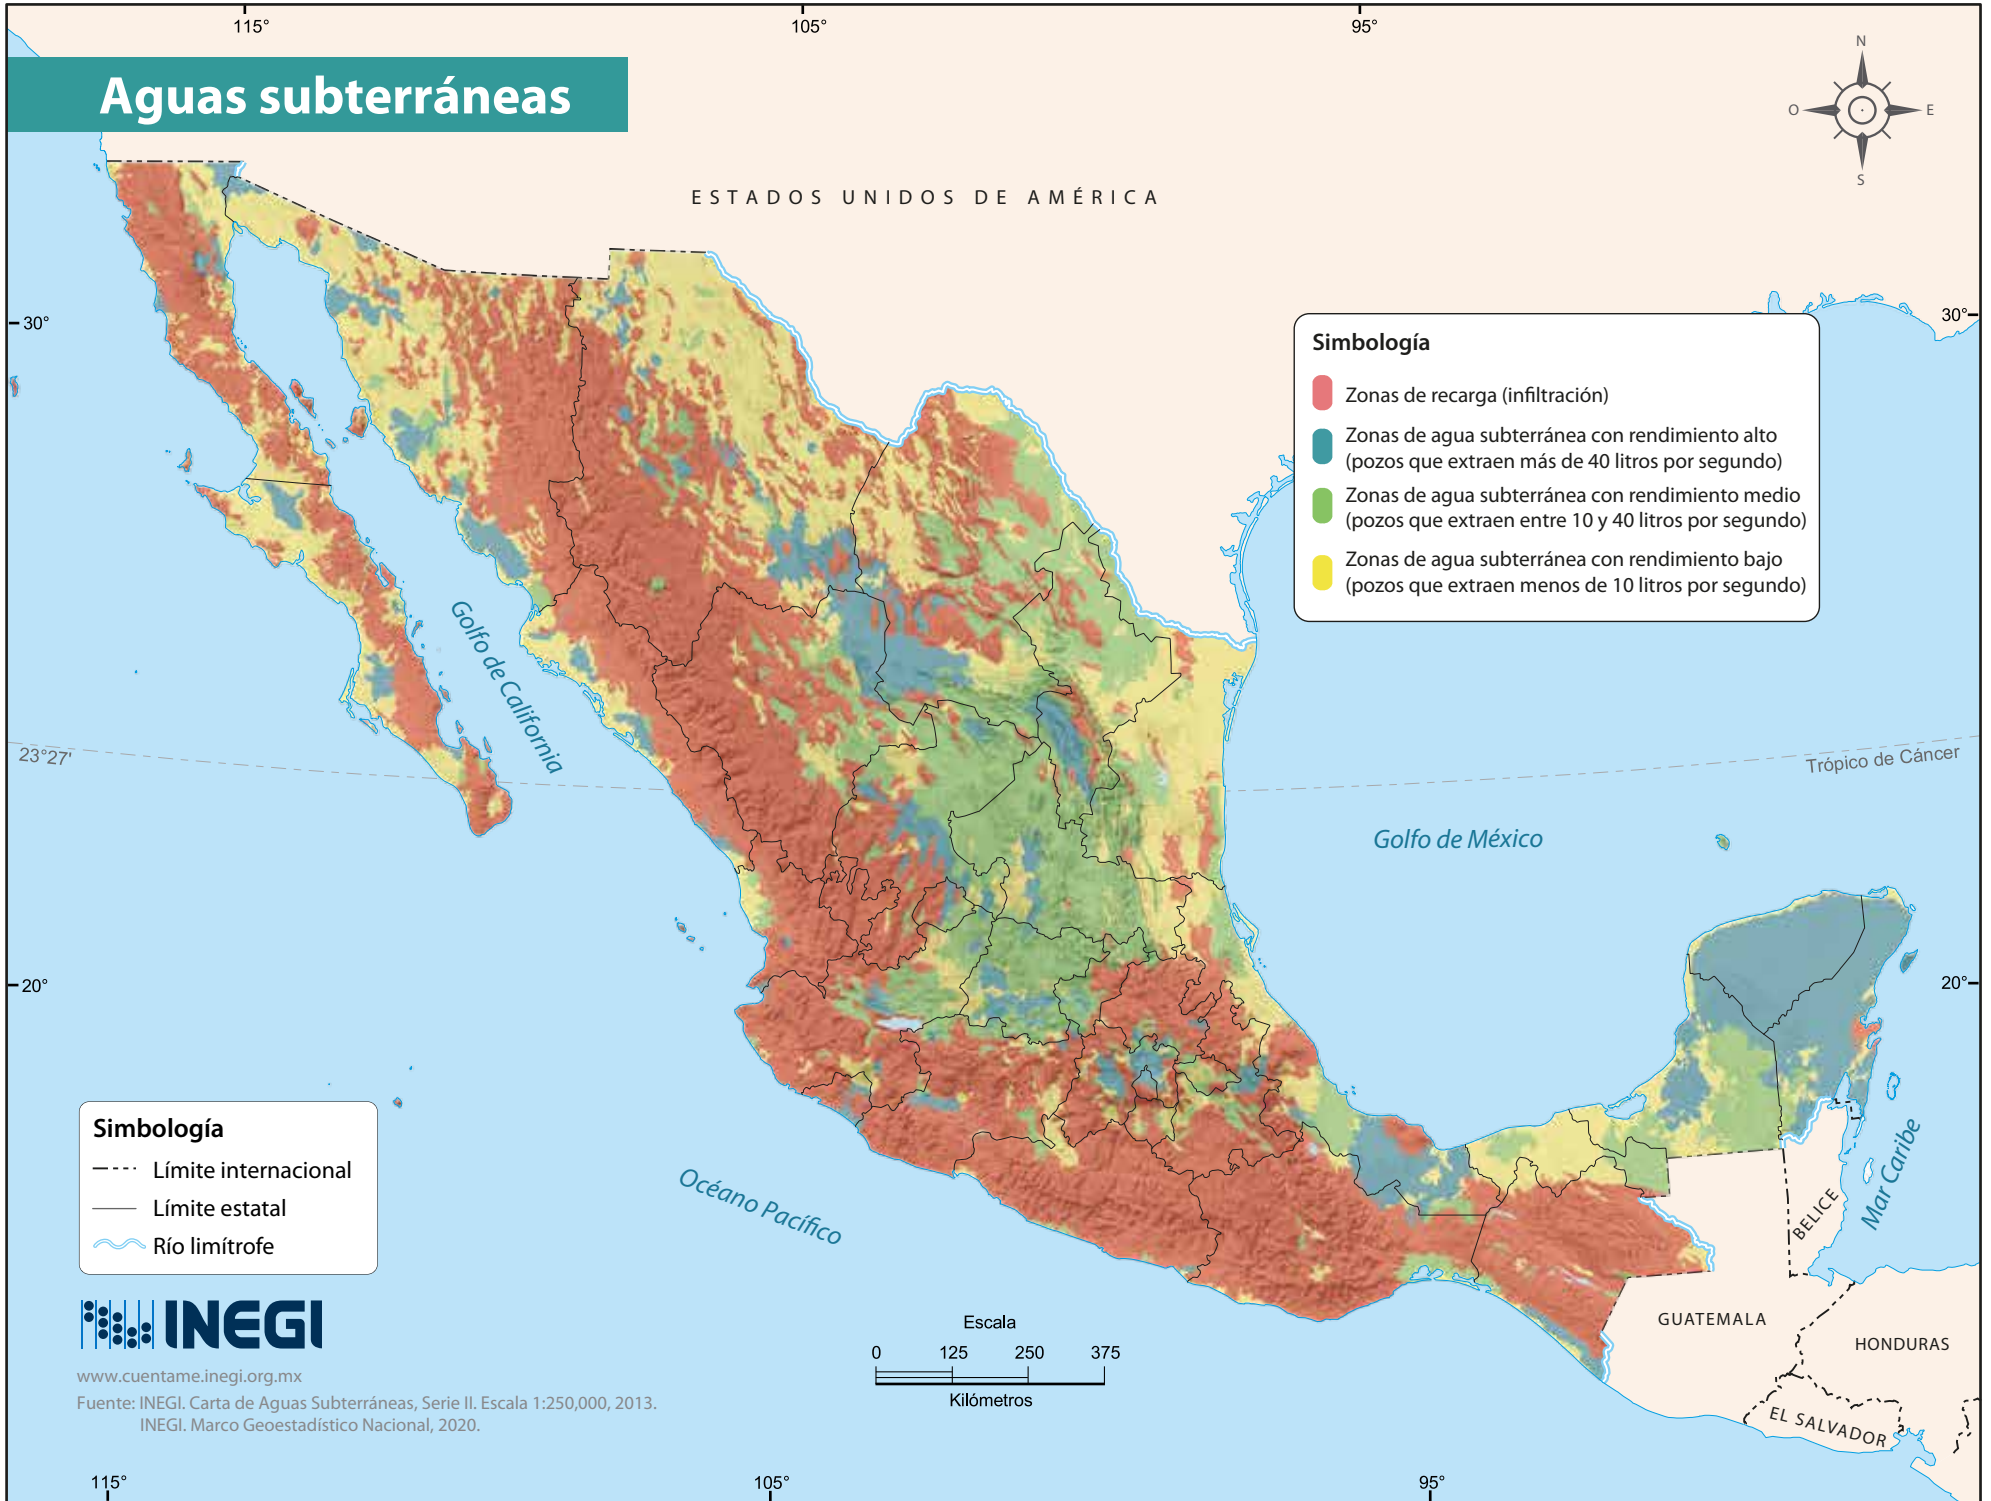 115°
105°
95°
Aguas subterráneas
N
O
E
S
ESTADOS UNIDOS DE AMÉRICA
30°
30°
Simbología
Zonas de recarga (infiltración)
Zonas de agua subterránea con rendimiento alto
(pozos que extraen más de 40 litros por segundo)
Zonas de agua subterránea con rendimiento medio
(pozos que extraen entre 10 y 40 litros por segundo)
Zonas de agua subterránea con rendimiento bajo
(pozos que extraen menos de 10 litros por segundo)
Golfo de California
23°27'
Trópico de Cáncer
Golfo de México
20°
20°
Simbología
Límite internacional
Límite estatal
Río limítrofe
Océano Pacífico
Mar Caribe
BELICE
GUATEMALA
HONDURAS
EL SALVADOR
INEGI
www.cuentame.inegi.org.mx
Fuente: INEGI. Carta de Aguas Subterráneas, Serie II. Escala 1:250,000, 2013.
INEGI. Marco Geoestadístico Nacional, 2020.
Escala
0 125 250 375
Kilómetros
115°
105°
95°